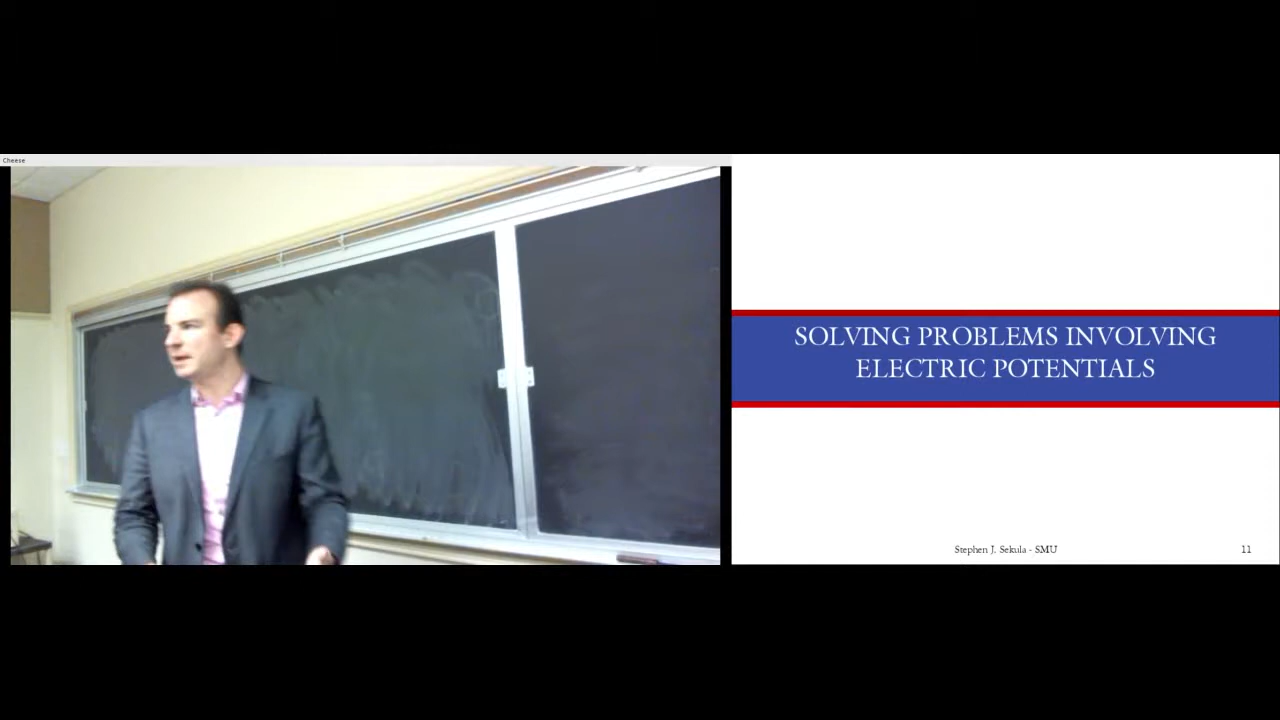 Cheese
SOLVING PROBLEMS INVOLVING
ELECTRIC POTENTIALS
Stephen J. Sekula - SMU
11